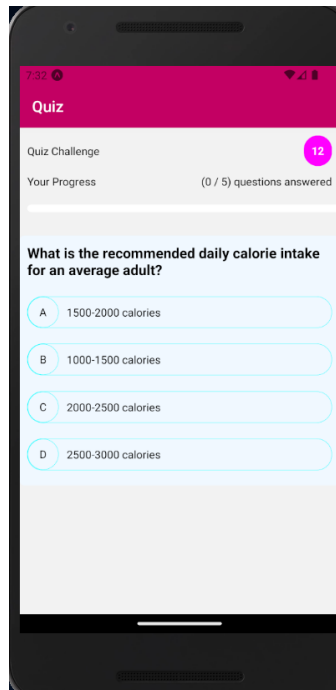 7:32
Quiz
Quiz Challenge
12
Your Progress
(0 / 5) questions answered
What is the recommended daily calorie intake
for an average adult?
A 1500-2000 calories
B 1000-1500 calories
C 2000-2500 calories
D 2500-3000 calories